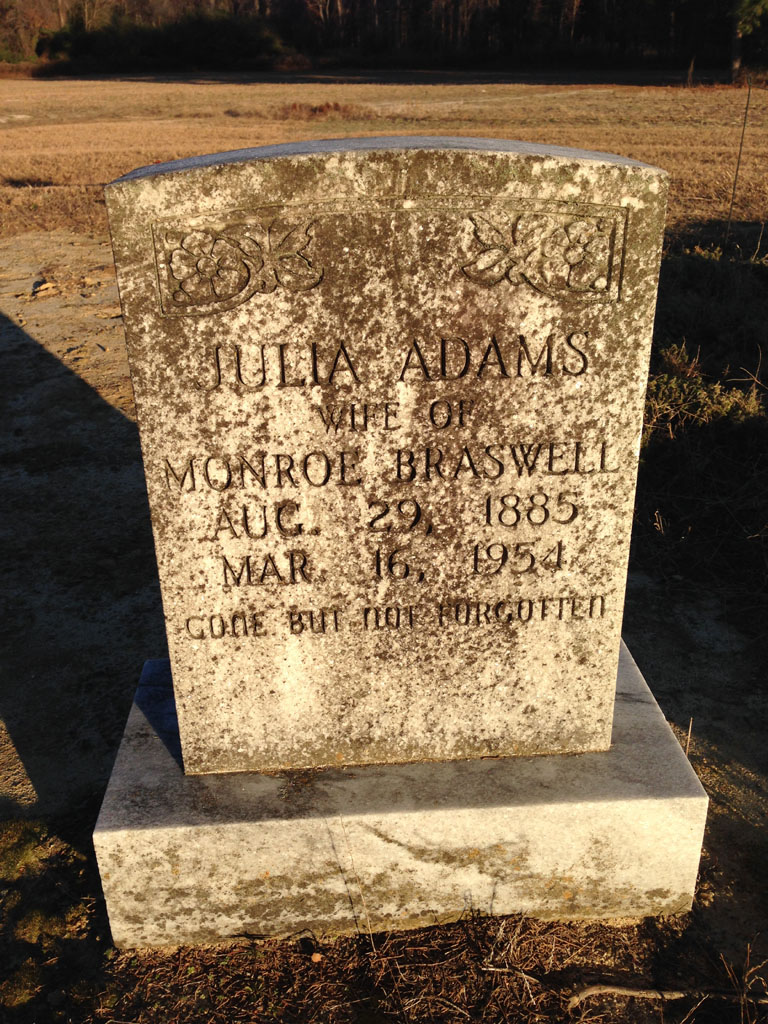 JULIA ADAMS
WIFE OF
MONROE BRASWELL
AUG. 29, 1885
MAR. 16, 1954
GONE BUT NOT FORGOTTEN